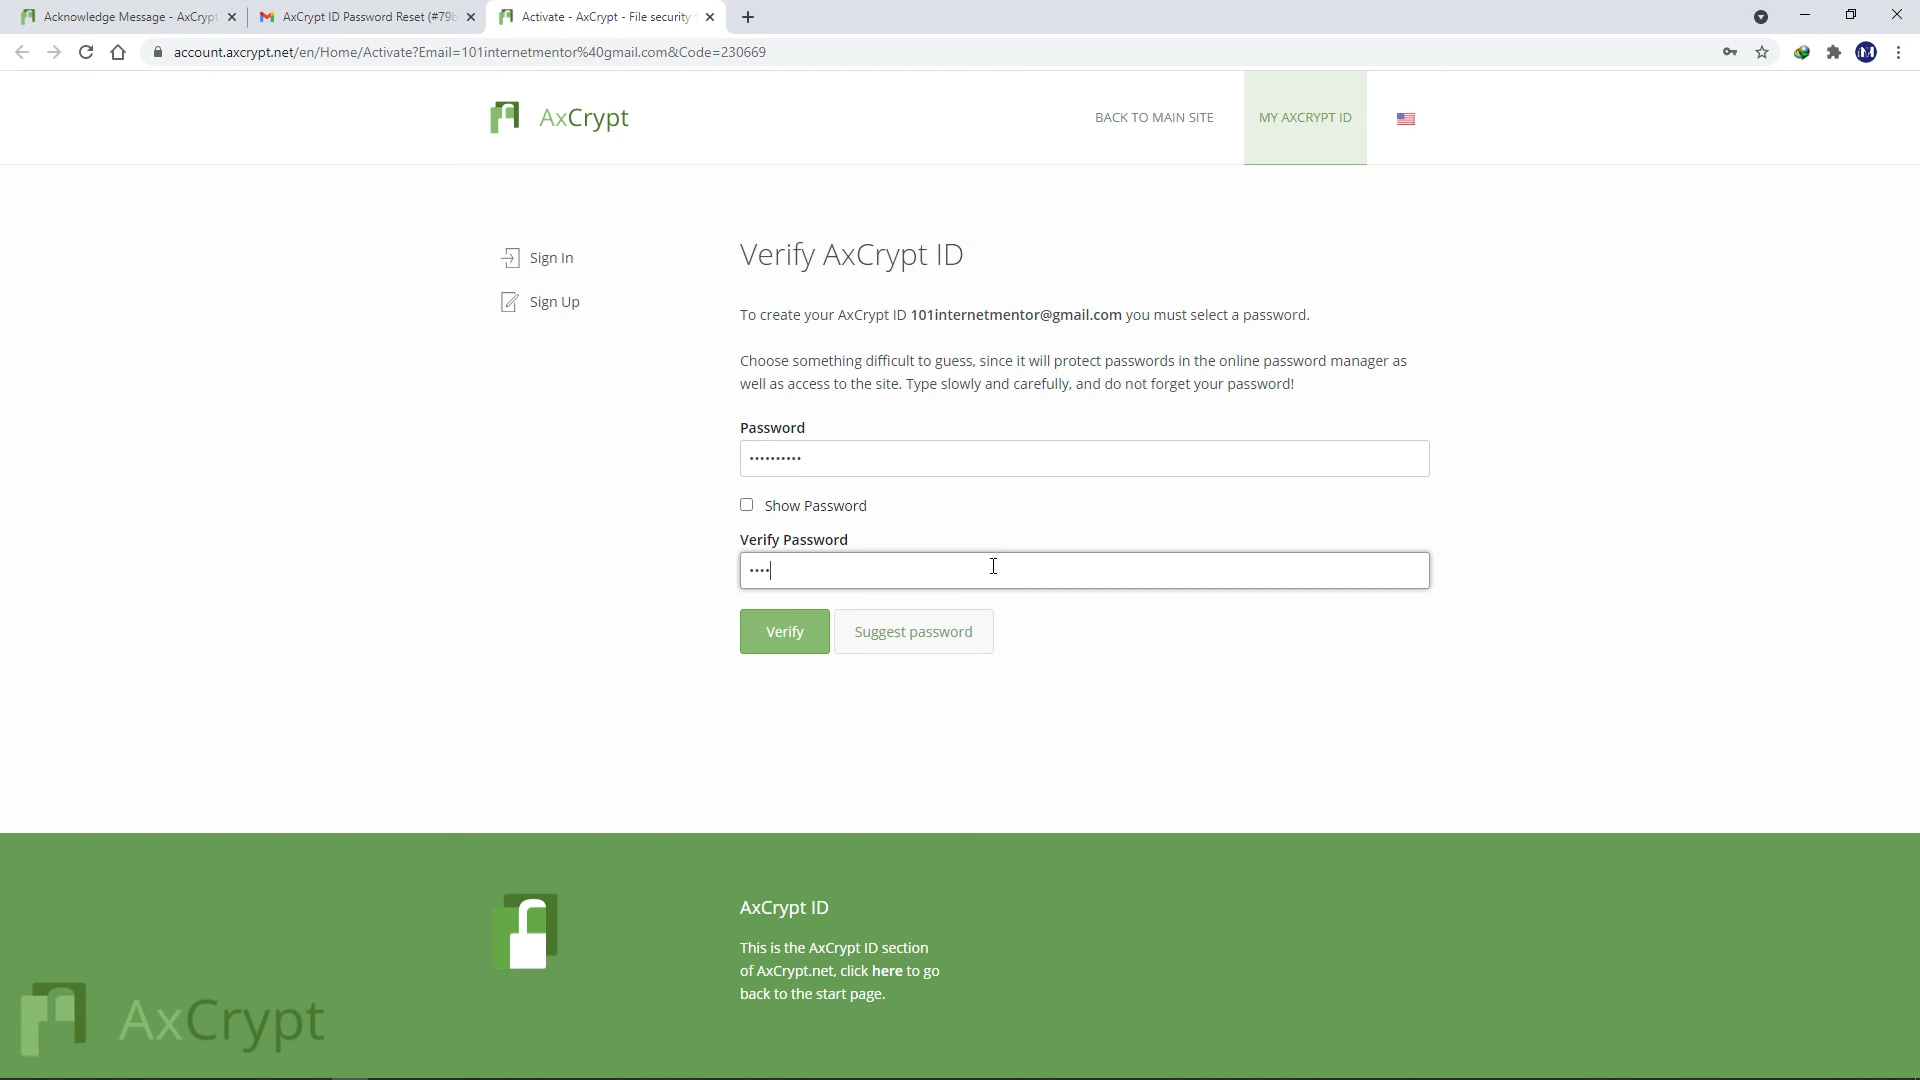 Acknowledge Message - AxCrypt
AxCrypt ID Password Reset (#79b
Activate - AxCrypt - File security
account.axcrypt.net/en/Home/Activate?Email=101internetmentor%40gmail.com&Code=230669
AxCrypt
BACK TO MAIN SITE
MY AXCRYPT ID
Sign In
Sign Up
Verify AxCrypt ID
To create your AxCrypt ID 101internetmentor@gmail.com you must select a password.
Choose something difficult to guess, since it will protect passwords in the online password manager as
well as access to the site. Type slowly and carefully, and do not forget your password!
Password
••••••••••
Show Password
Verify Password
••••
Verify
Suggest password
AxCrypt ID
This is the AxCrypt ID section
of AxCrypt.net, click here to go
back to the start page.
AxCrypt